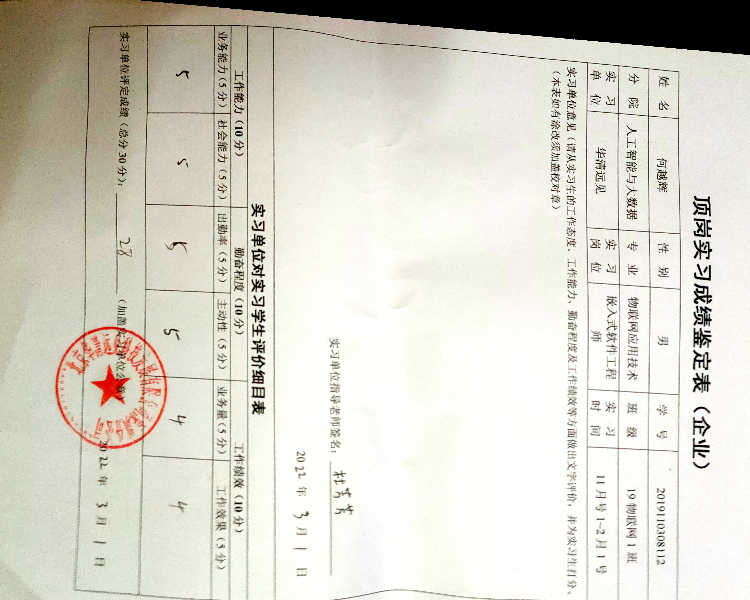 顶岗实习成绩鉴定表（企业）
姓 名 何越辉 性 别 男 学 号 2019110308112
分 院 人工智能与大数据 专 业 物联网应用技术 班 级 19物联网1班
实习单位 华清远见 实习岗位 嵌入式软件工程师 实习时间 11月号1~2月1号
实习单位意见（请从实习生的工作态度、工作能力、勤奋程度及工作绩效等方面做出文字评价，并为实习生打分。
（本表如有涂改须加盖校对章）
实习单位指导老师签名：
2022 年 3 月 1 日
实习单位对实习学生评价细目表
工作能力（10分） 勤奋程度（10分） 工作绩效（10分）
业务能力（5分） 社会能力（5分） 出勤率（5分） 主动性（5分） 业务量（5分） 工作效果（5分）
5 5 5 5 4 4
实习单位评定成绩（总分30分）： 28 （加盖实习单位公章）
2022 年 3 月 1 日